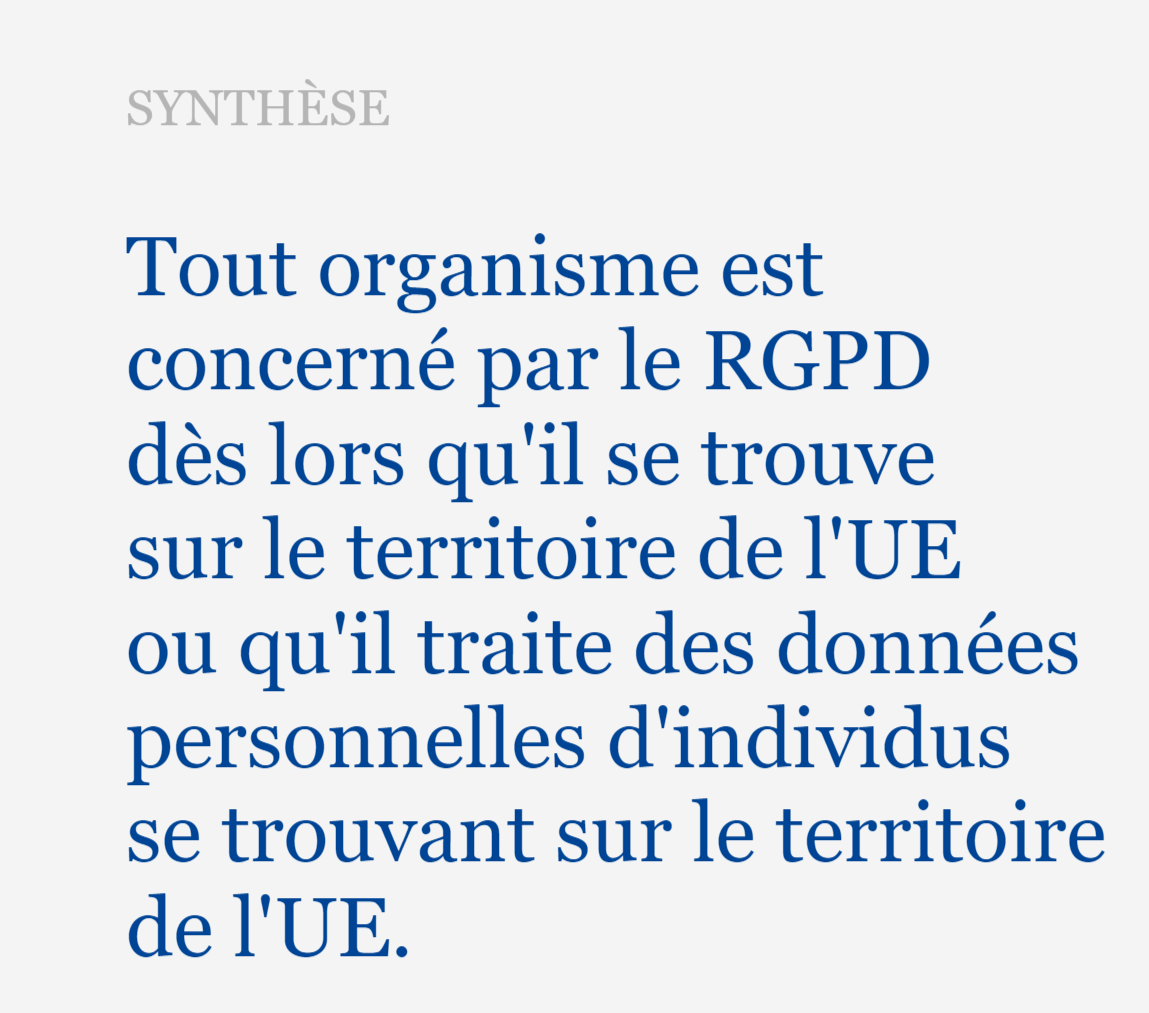 SYNTHÈSE
Tout organisme est
concerné par le RGPD
dès lors qu'il se trouve
sur le territoire de l'UE
ou qu'il traite des données
personnelles d'individus
se trouvant sur le territoire
de l'UE.